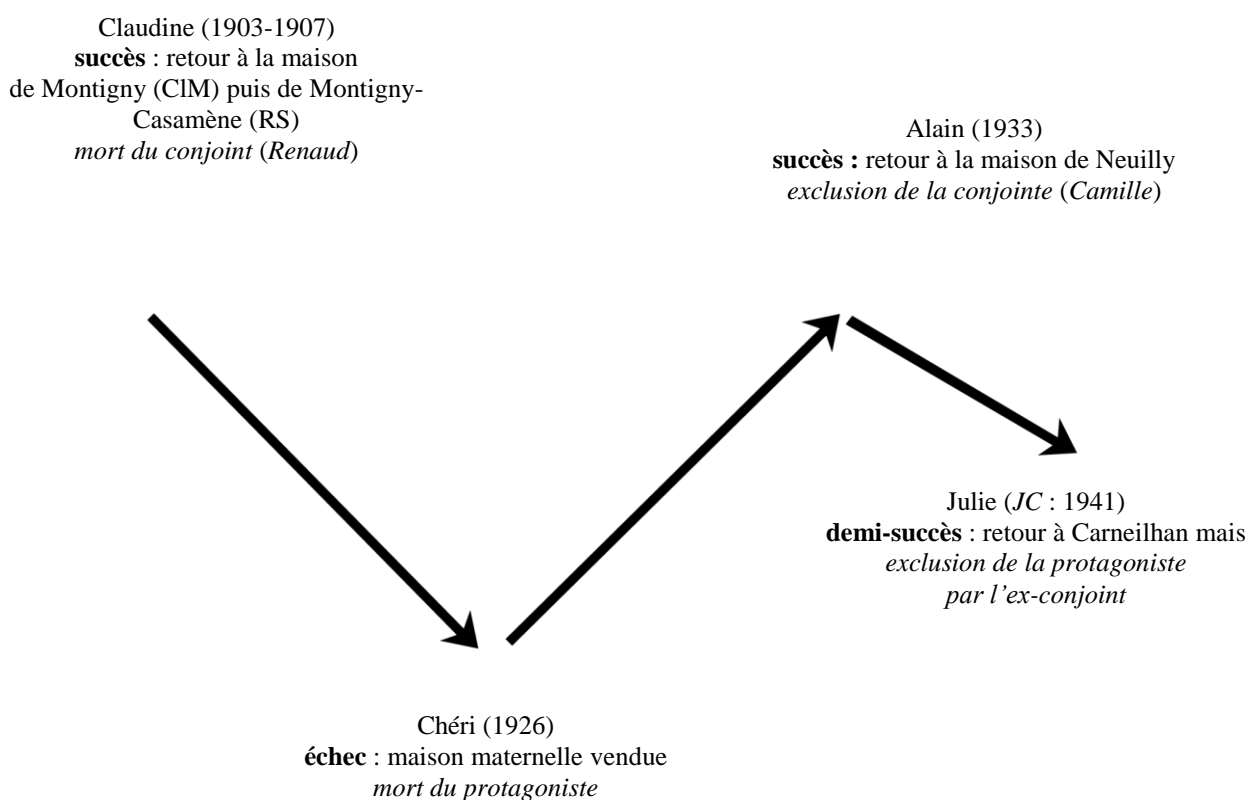 Claudine (1903-1907)
succès : retour à la maison
de Montigny (ClM) puis de Montigny-
Casamène (RS)
mort du conjoint (Renaud)
Alain (1933)
succès : retour à la maison de Neuilly
exclusion de la conjointe (Camille)
Julie (JC : 1941)
demi-succès : retour à Carneilhan mais
exclusion de la protagoniste
par l’ex-conjoint
Chéri (1926)
échec : maison maternelle vendue
mort du protagoniste